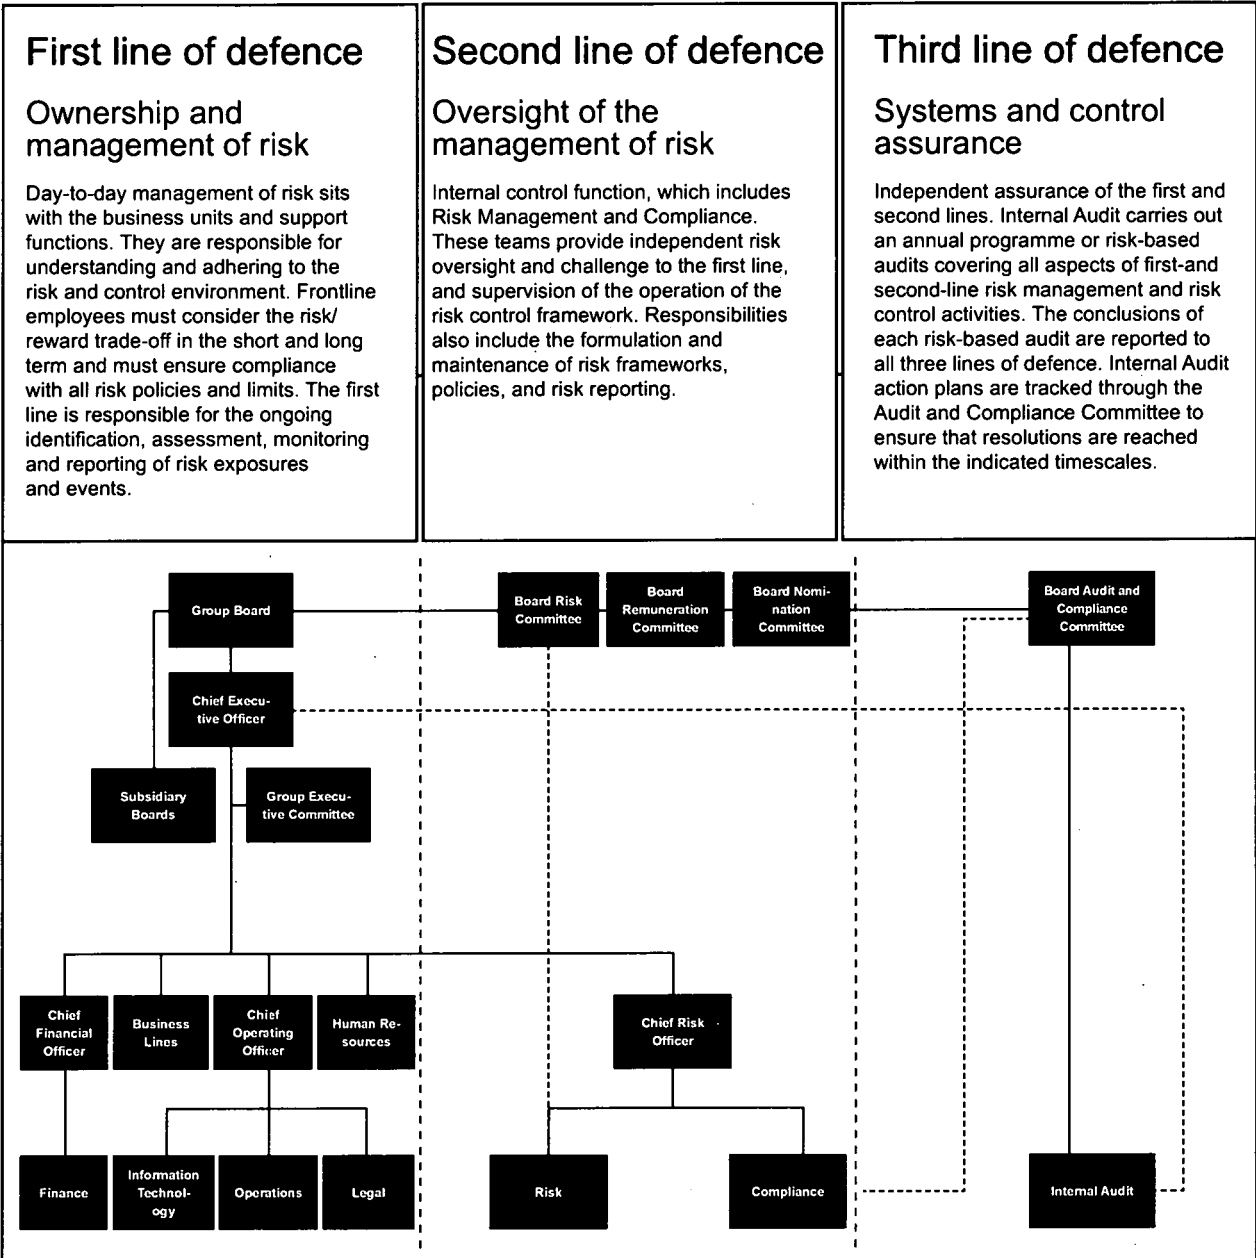 First line of defence
Ownership and
management of risk
Day-to-day management of risk sits
with the business units and support
functions. They are responsible for
understanding and adhering to the
risk and control environment. Frontline
employees must consider the risk/
reward trade-off in the short and long
term and must ensure compliance
with all risk policies and limits. The first
line is responsible for the ongoing
identification, assessment, monitoring
and reporting of risk exposures
and events.
Second line of defence
Oversight of the
management of risk
Internal control function, which includes
Risk Management and Compliance.
These teams provide independent risk
oversight and challenge to the first line,
and supervision of the operation of the
risk control framework. Responsibilities
also include the formulation and
maintenance of risk frameworks,
policies, and risk reporting.
Third line of defence
Systems and control
assurance
Independent assurance of the first and
second lines. Internal Audit carries out
an annual programme or risk-based
audits covering all aspects of first-and
second-line risk management and risk
control activities. The conclusions of
each risk-based audit are reported to
all three lines of defence. Internal Audit
action plans are tracked through the
Audit and Compliance Committee to
ensure that resolutions are reached
within the indicated timescales.
Group Board
Board Risk
Committee
Board
Remuneration
Committee
Board Nomi-
nation
Committee
Board Audit and
Compliance
Committee
Chief Execu-
tive Officer
Subsidiary
Boards
Group Execu-
tive Committee
Chief
Financial
Officer
Business
Lines
Chief
Operating
Officer
Human Re-
sources
Chief Risk
Officer
Finance
Information
Technol-
ogy
Operations
Legal
Risk
Compliance
Internal Audit